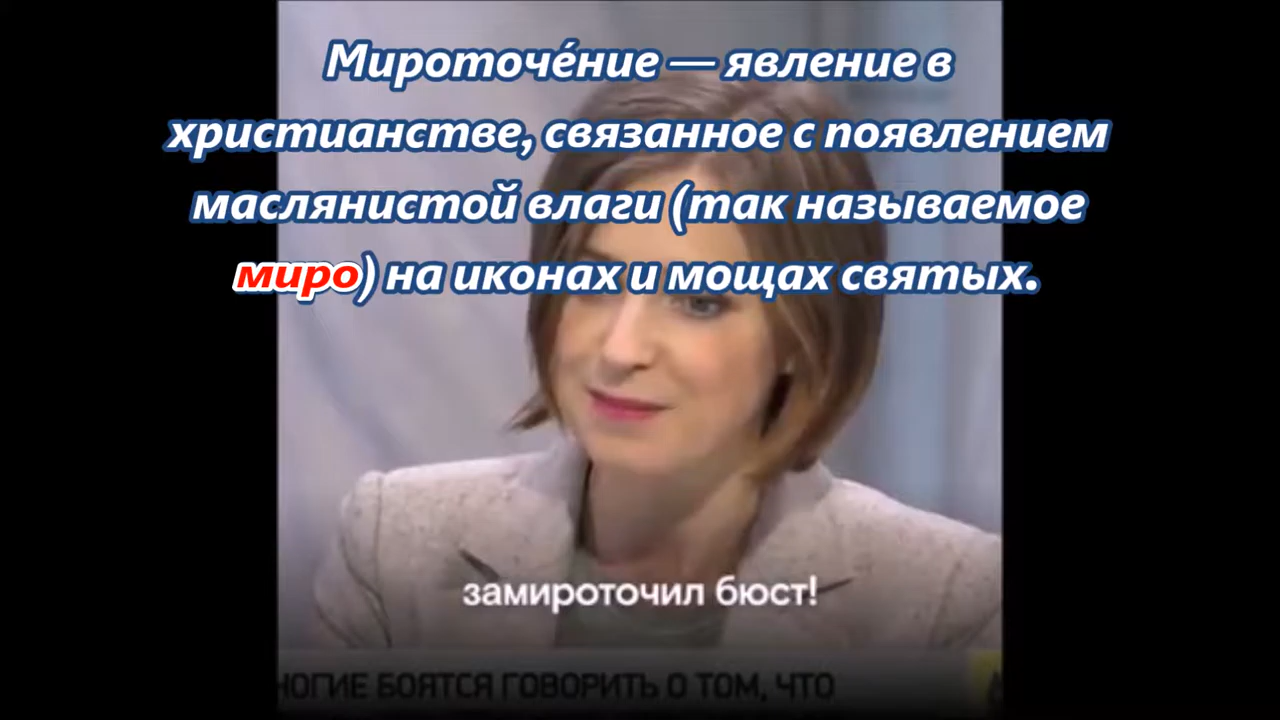 Мироточе́ние — явление в
христианстве, связанное с появлением
маслянистой влаги (так называемое
миро) на иконах и мощах святых.
замироточил бюст!
БОЯТСЯ ГОВОРИТЬ О ТОМ, ЧТО